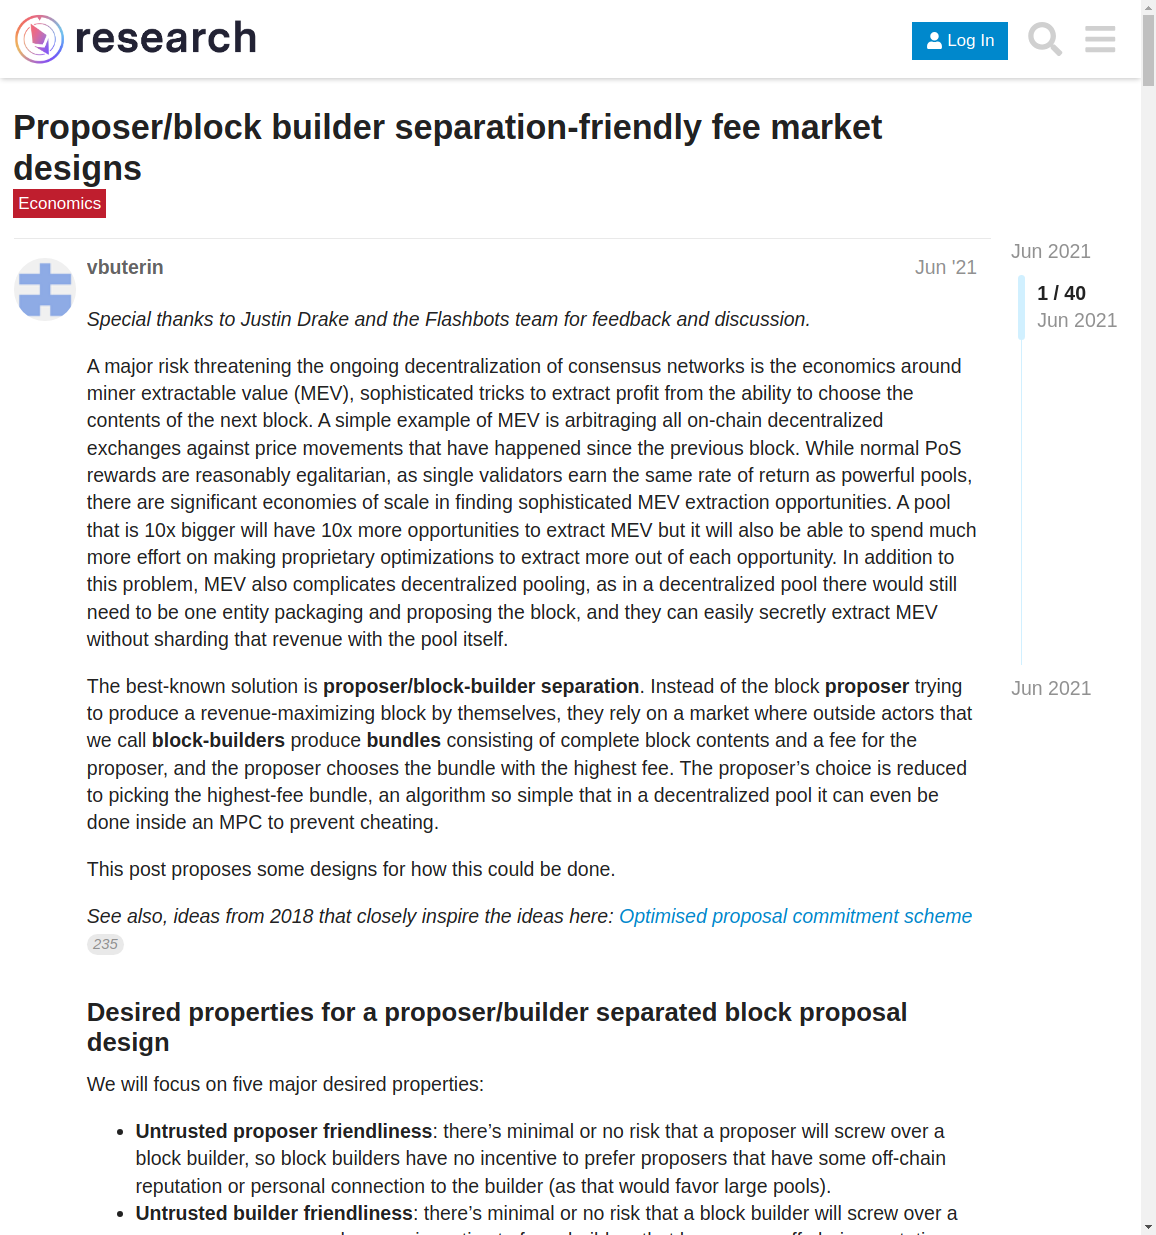 research
Log In
Proposer/block builder separation-friendly fee market
designs
Economics
vbuterin
Jun '21
Jun 2021
1 / 40
Jun 2021
Special thanks to Justin Drake and the Flashbots team for feedback and discussion.
A major risk threatening the ongoing decentralization of consensus networks is the economics around
miner extractable value (MEV), sophisticated tricks to extract profit from the ability to choose the
contents of the next block. A simple example of MEV is arbitraging all on-chain decentralized
exchanges against price movements that have happened since the previous block. While normal PoS
rewards are reasonably egalitarian, as single validators earn the same rate of return as powerful pools,
there are significant economies of scale in finding sophisticated MEV extraction opportunities. A pool
that is 10x bigger will have 10x more opportunities to extract MEV but it will also be able to spend much
more effort on making proprietary optimizations to extract more out of each opportunity. In addition to
this problem, MEV also complicates decentralized pooling, as in a decentralized pool there would still
need to be one entity packaging and proposing the block, and they can easily secretly extract MEV
without sharding that revenue with the pool itself.
The best-known solution is proposer/block-builder separation. Instead of the block proposer trying
to produce a revenue-maximizing block by themselves, they rely on a market where outside actors that
we call block-builders produce bundles consisting of complete block contents and a fee for the
proposer, and the proposer chooses the bundle with the highest fee. The proposer’s choice is reduced
to picking the highest-fee bundle, an algorithm so simple that in a decentralized pool it can even be
done inside an MPC to prevent cheating.
Jun 2021
This post proposes some designs for how this could be done.
See also, ideas from 2018 that closely inspire the ideas here: Optimised proposal commitment scheme
235
Desired properties for a proposer/builder separated block proposal
design
We will focus on five major desired properties:
• Untrusted proposer friendliness: there’s minimal or no risk that a proposer will screw over a
block builder, so block builders have no incentive to prefer proposers that have some off-chain
reputation or personal connection to the builder (as that would favor large pools).
• Untrusted builder friendliness: there’s minimal or no risk that a block builder will screw over a